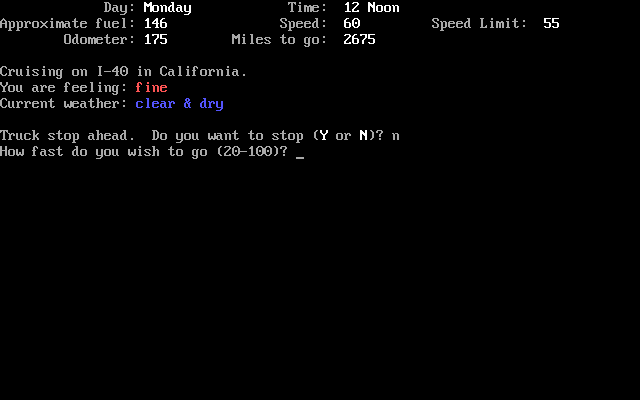 Day: Monday Time: 12 Noon
Approximate fuel: 146 Speed: 60 Speed Limit: 55
Odometer: 175 Miles to go: 2675
Cruising on I-40 in California.
You are feeling: fine
Current weather: clear & dry
Truck stop ahead. Do you want to stop (Y or N)? n
How fast do you wish to go (20-100)? _